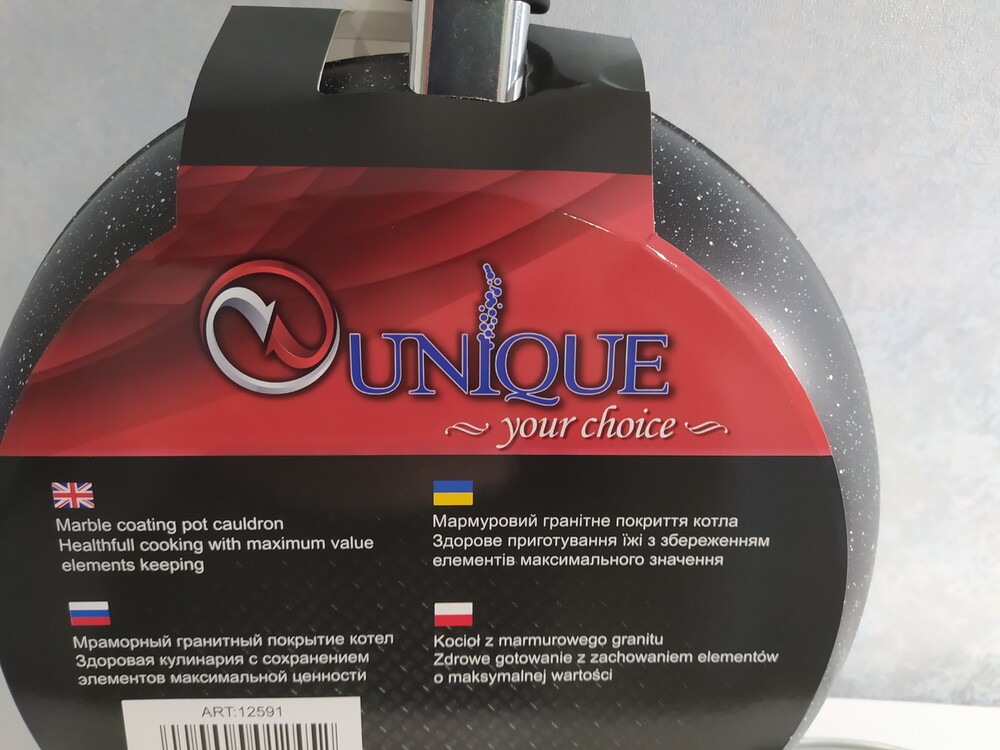 UNIQUE
your choice
Marble coating pot cauldron
Healthfull cooking with maximum value
elements keeping
Мармуровий гранітне покриття котла
Здорове приготування їжі з збереженням
елементів максимального значення
Мраморный гранитный покрытие котел
Здоровая кулинария с сохранением
элементов максимальной ценности
Kocioł z marmurowego granitu
Zdrowe gotowanie z zachowaniem elementów
o maksymalnej wartości
ART:12591